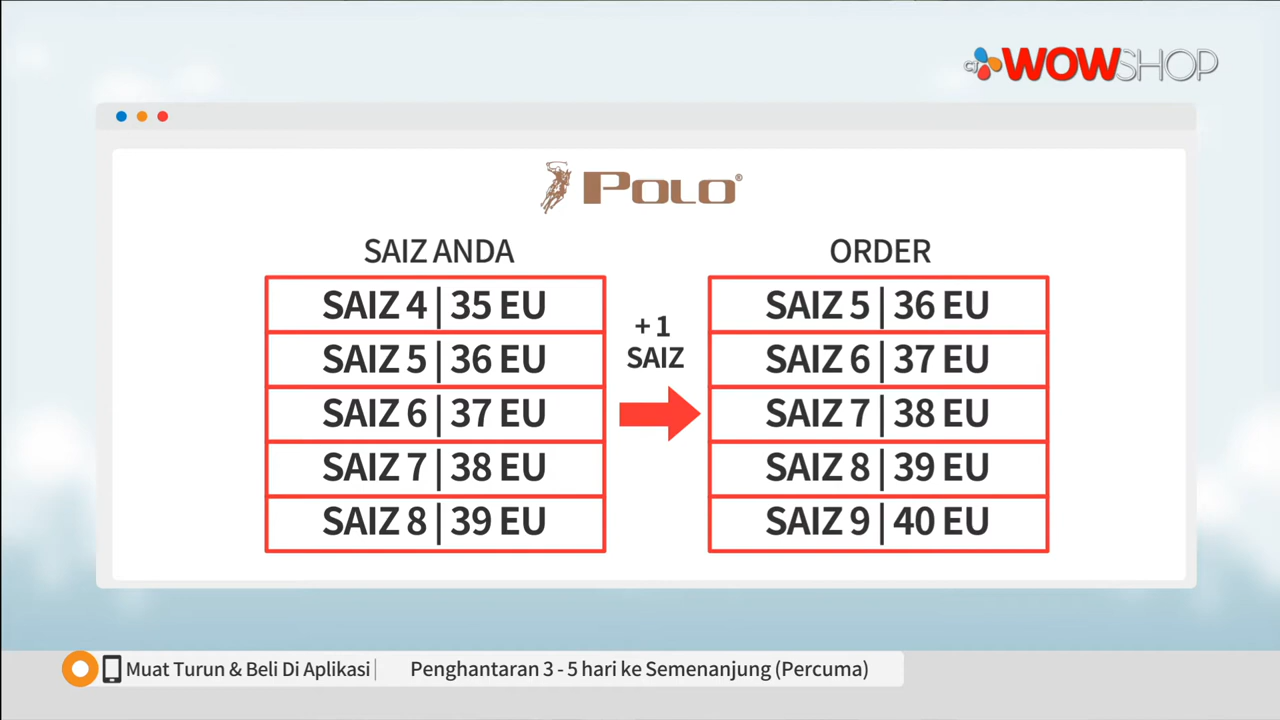 CJ WOWSHOP
POLO®
SAIZ ANDA
ORDER
SAIZ 4 | 35 EU
SAIZ 5 | 36 EU
SAIZ 6 | 37 EU
SAIZ 7 | 38 EU
SAIZ 8 | 39 EU
+ 1
SAIZ
SAIZ 5 | 36 EU
SAIZ 6 | 37 EU
SAIZ 7 | 38 EU
SAIZ 8 | 39 EU
SAIZ 9 | 40 EU
Muat Turun & Beli Di Aplikasi | Penghantaran 3 - 5 hari ke Semenanjung (Percuma)